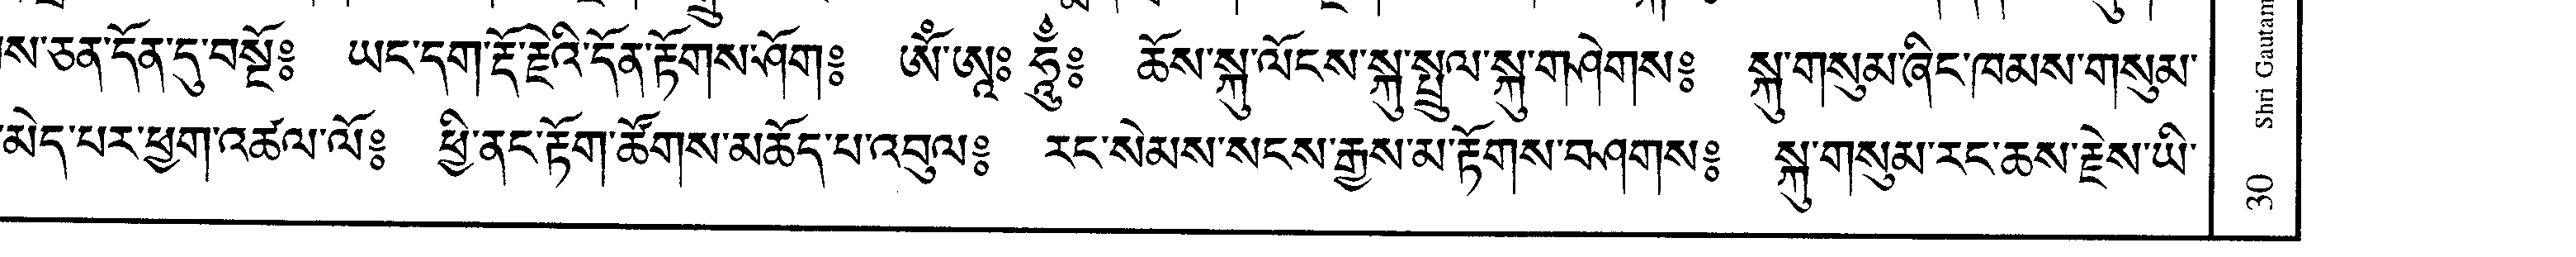 ས་ཅན་དོན་དུ་བསྔོ༔ ཡང་དག་རྡོ་རྗེའི་དོན་རྟོགས་ཤོག༔ ཨོཾ་ཨཱཿ ཧཱུྃ༔ ཆོས་སྐུ་ལོངས་སྐུ་སྤྲུལ་སྐུ་གཤེགས༔ སྐུ་གསུམ་ཞིང་ཁམས་གསུམ་
མེད་པར་ཕྱག་འཚལ་ལོ༔ ཕྱི་ནང་རྟོག་ཚོགས་མཆོད་པ་འབུལ༔ རང་སེམས་སངས་རྒྱས་མ་རྟོགས་བཤགས༔ སྐུ་གསུམ་རང་ཆས་རྗེས་ཡི་
Shri Gautam
30